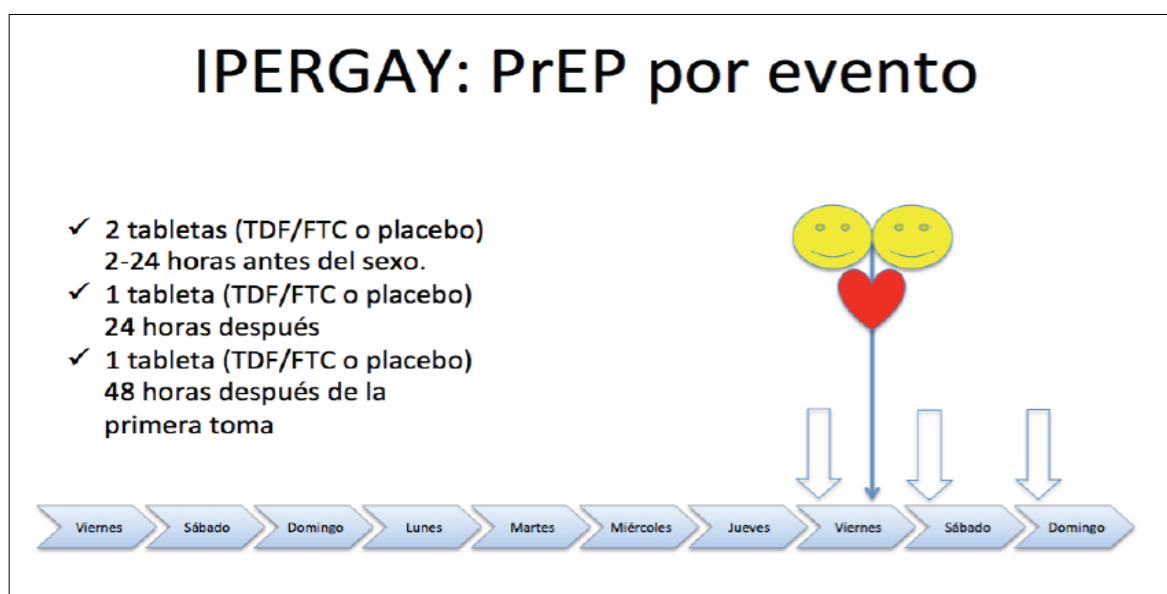 IPERGAY: PrEP por evento
✓ 2 tabletas (TDF/FTC o placebo)
2-24 horas antes del sexo.
✓ 1 tableta (TDF/FTC o placebo)
24 horas después
✓ 1 tableta (TDF/FTC o placebo)
48 horas después de la
primera toma
Viernes Sábado Domingo Lunes Martes Miércoles Jueves Viernes Sábado Domingo